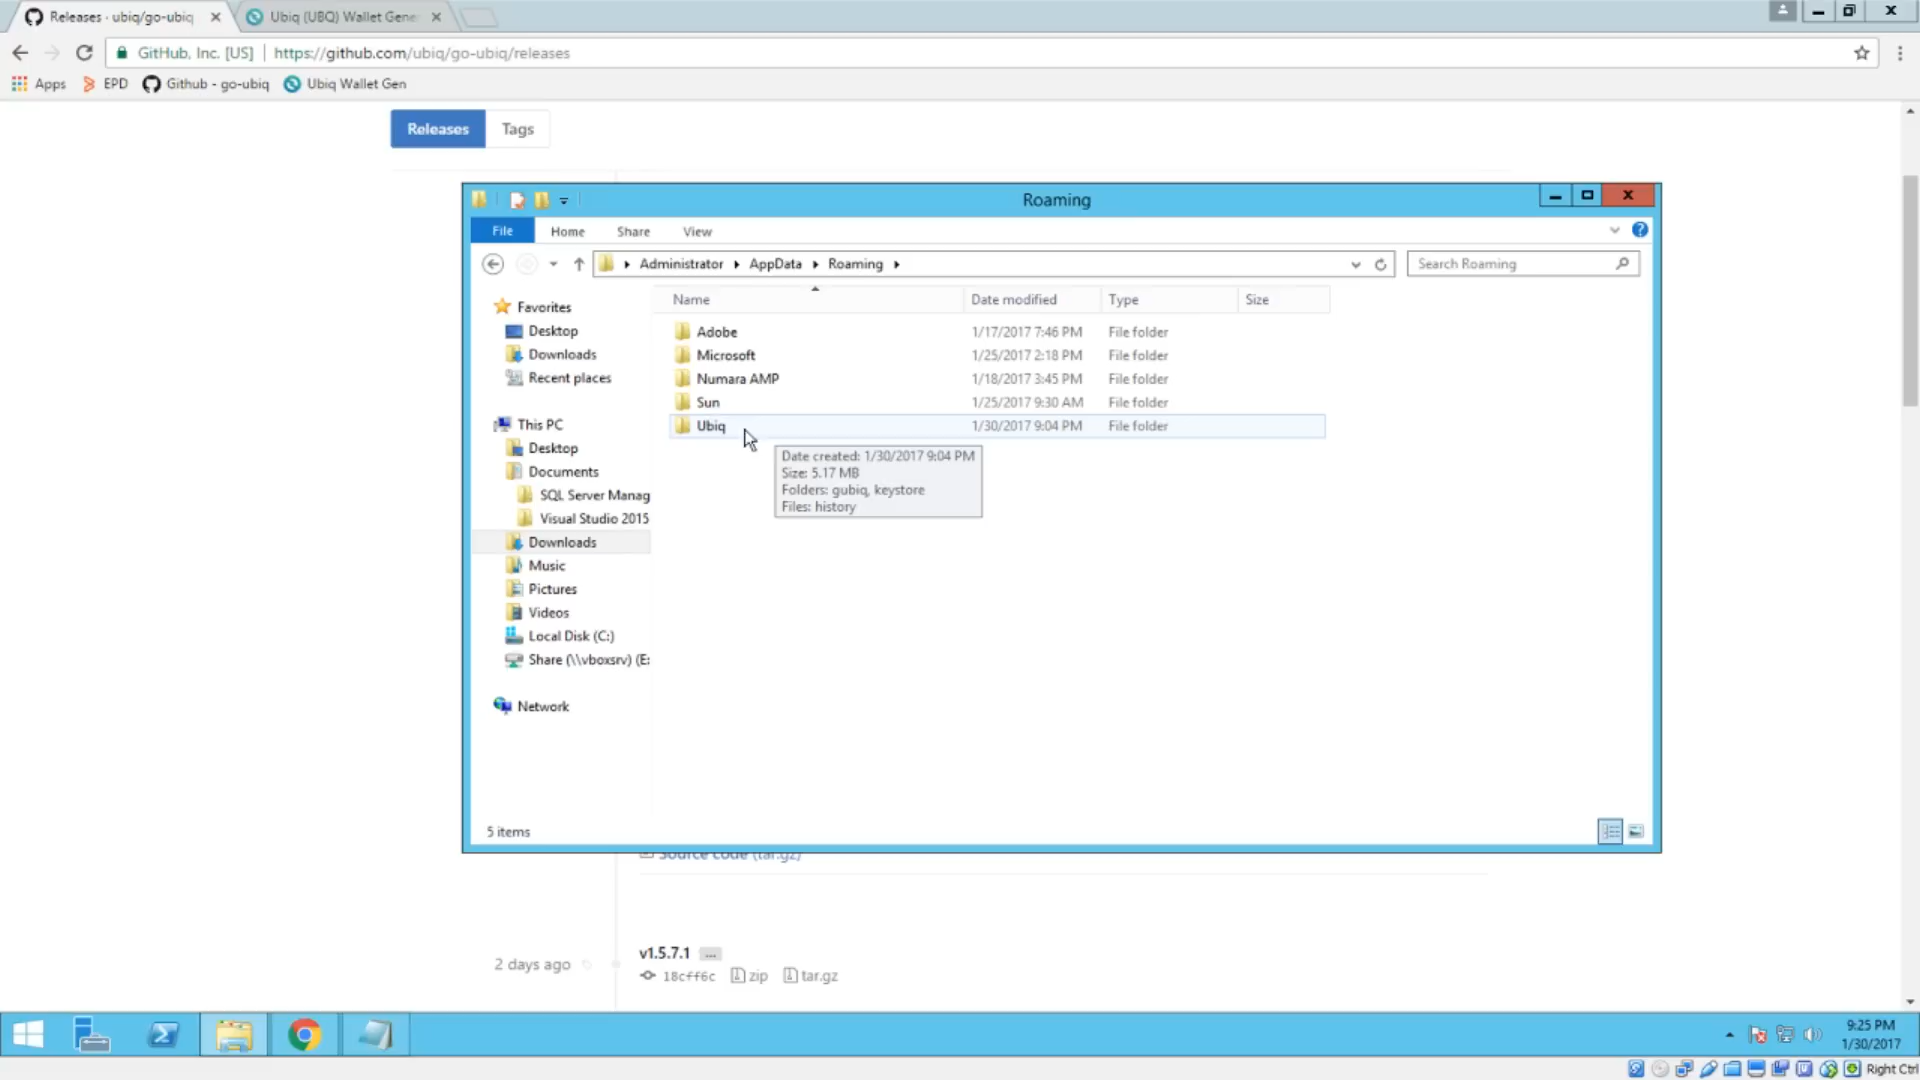 Releases · ubiq/go-ubiq
Ubiq (UBQ) Wallet Gene
GitHub, Inc. [US]
https://github.com/ubiq/go-ubiq/releases
Apps
EPD
Github - go-ubiq
Ubiq Wallet Gen
Releases
Tags
Roaming
File
Home
Share
View
Administrator
AppData
Roaming
Search Roaming
Name
Date modified
Type
Size
Favorites
Desktop
Downloads
Recent places
This PC
Desktop
Documents
SQL Server Manag
Visual Studio 2015
Downloads
Music
Pictures
Videos
Local Disk (C:)
Share (\\vboxsrv) (E:
Network
Adobe 1/17/2017 7:46 PM File folder
Microsoft 1/25/2017 2:18 PM File folder
Numara AMP 1/18/2017 3:45 PM File folder
Sun 1/25/2017 9:30 AM File folder
Ubiq 1/30/2017 9:04 PM File folder
Date created: 1/30/2017 9:04 PM
Size: 5.17 MB
Folders: gubiq, keystore
Files: history
5 items
Source code (tar.gz)
2 days ago
v1.5.7.1 ...
18cff6c zip tar.gz
9:25 PM
1/30/2017
Right Ctrl